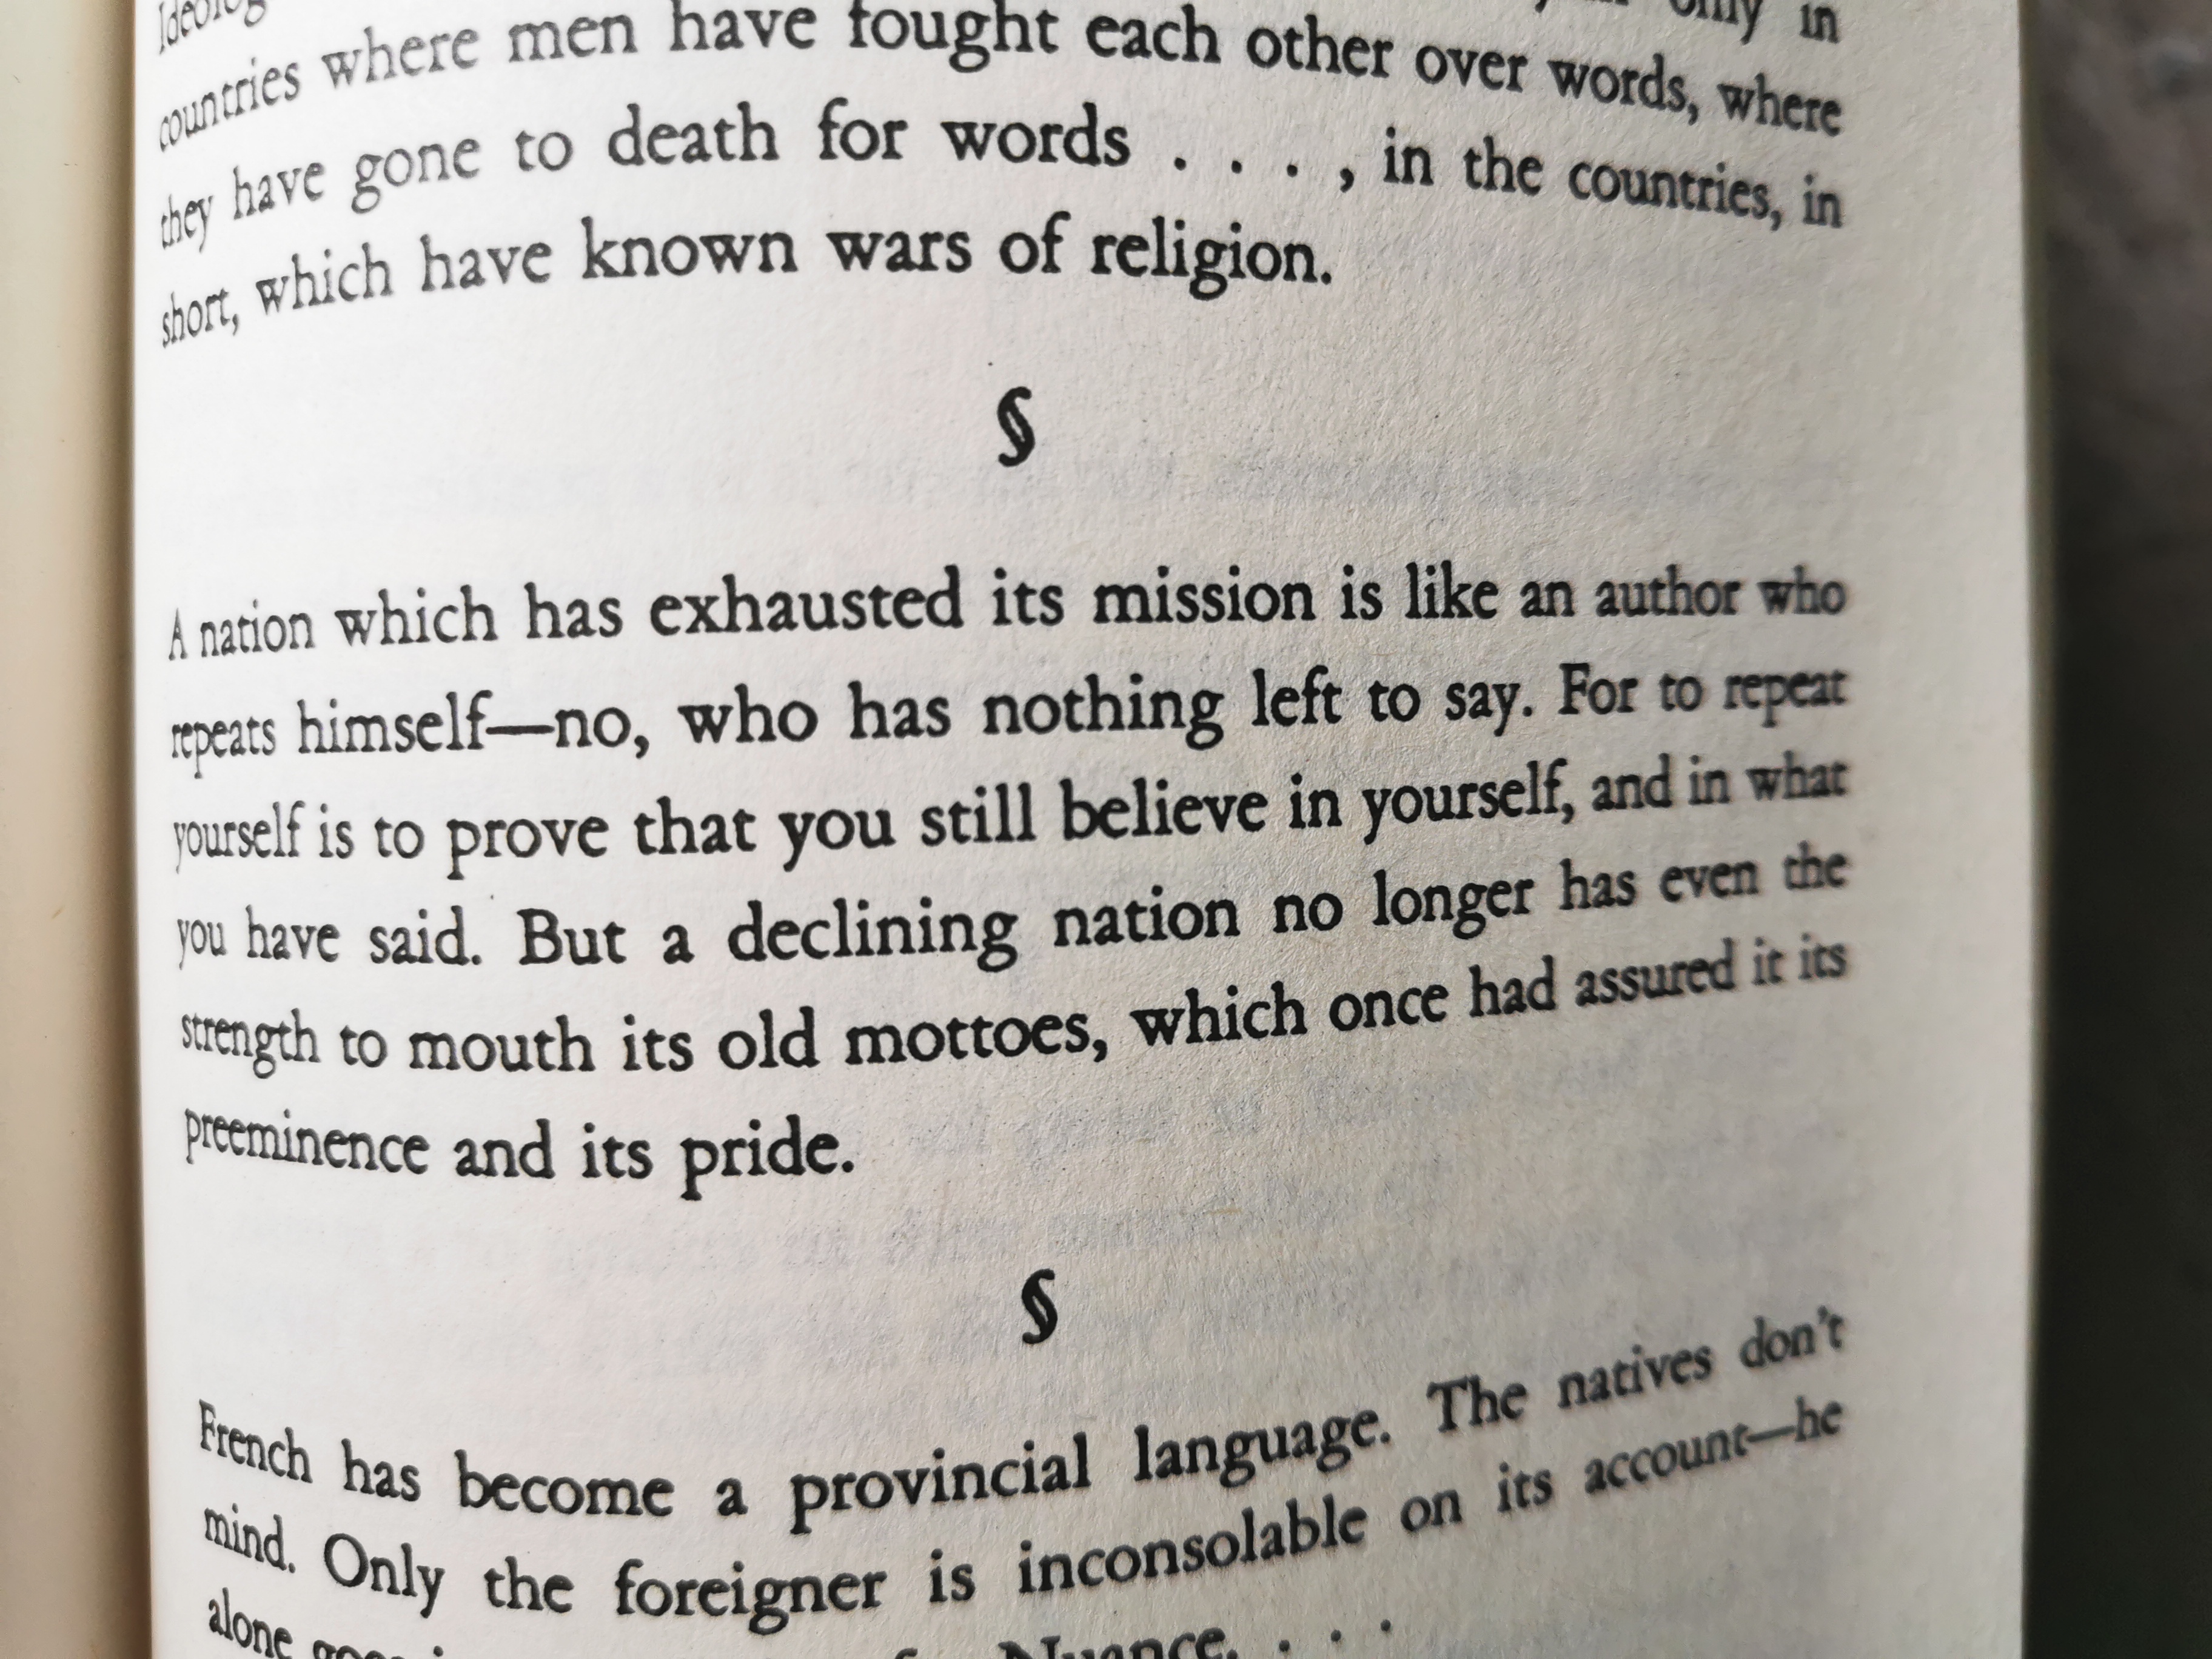 only in
countries where men have fought each other over words, where
they have gone to death for words . . . , in the countries, in
short, which have known wars of religion.
§
A nation which has exhausted its mission is like an author who
repeats himself—no, who has nothing left to say. For to repeat
yourself is to prove that you still believe in yourself, and in what
you have said. But a declining nation no longer has even the
strength to mouth its old mottoes, which once had assured it its
preeminence and its pride.
§
French has become a provincial language. The natives don't
mind. Only the foreigner is inconsolable on its account—he
alone Nuance. . . .